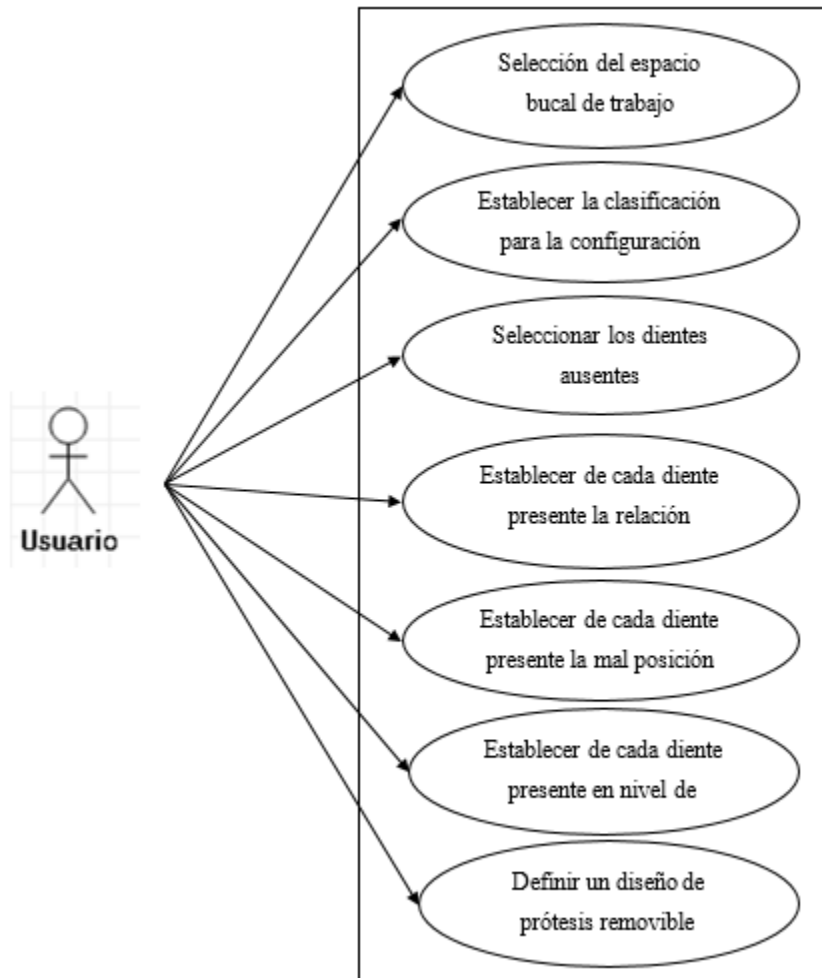 Selección del espacio
bucal de trabajo
Establecer la clasificación
para la configuración
Seleccionar los dientes
ausentes
Establecer de cada diente
presente la relación
Establecer de cada diente
presente la mal posición
Establecer de cada diente
presente en nivel de
Definir un diseño de
prótesis removible
Usuario